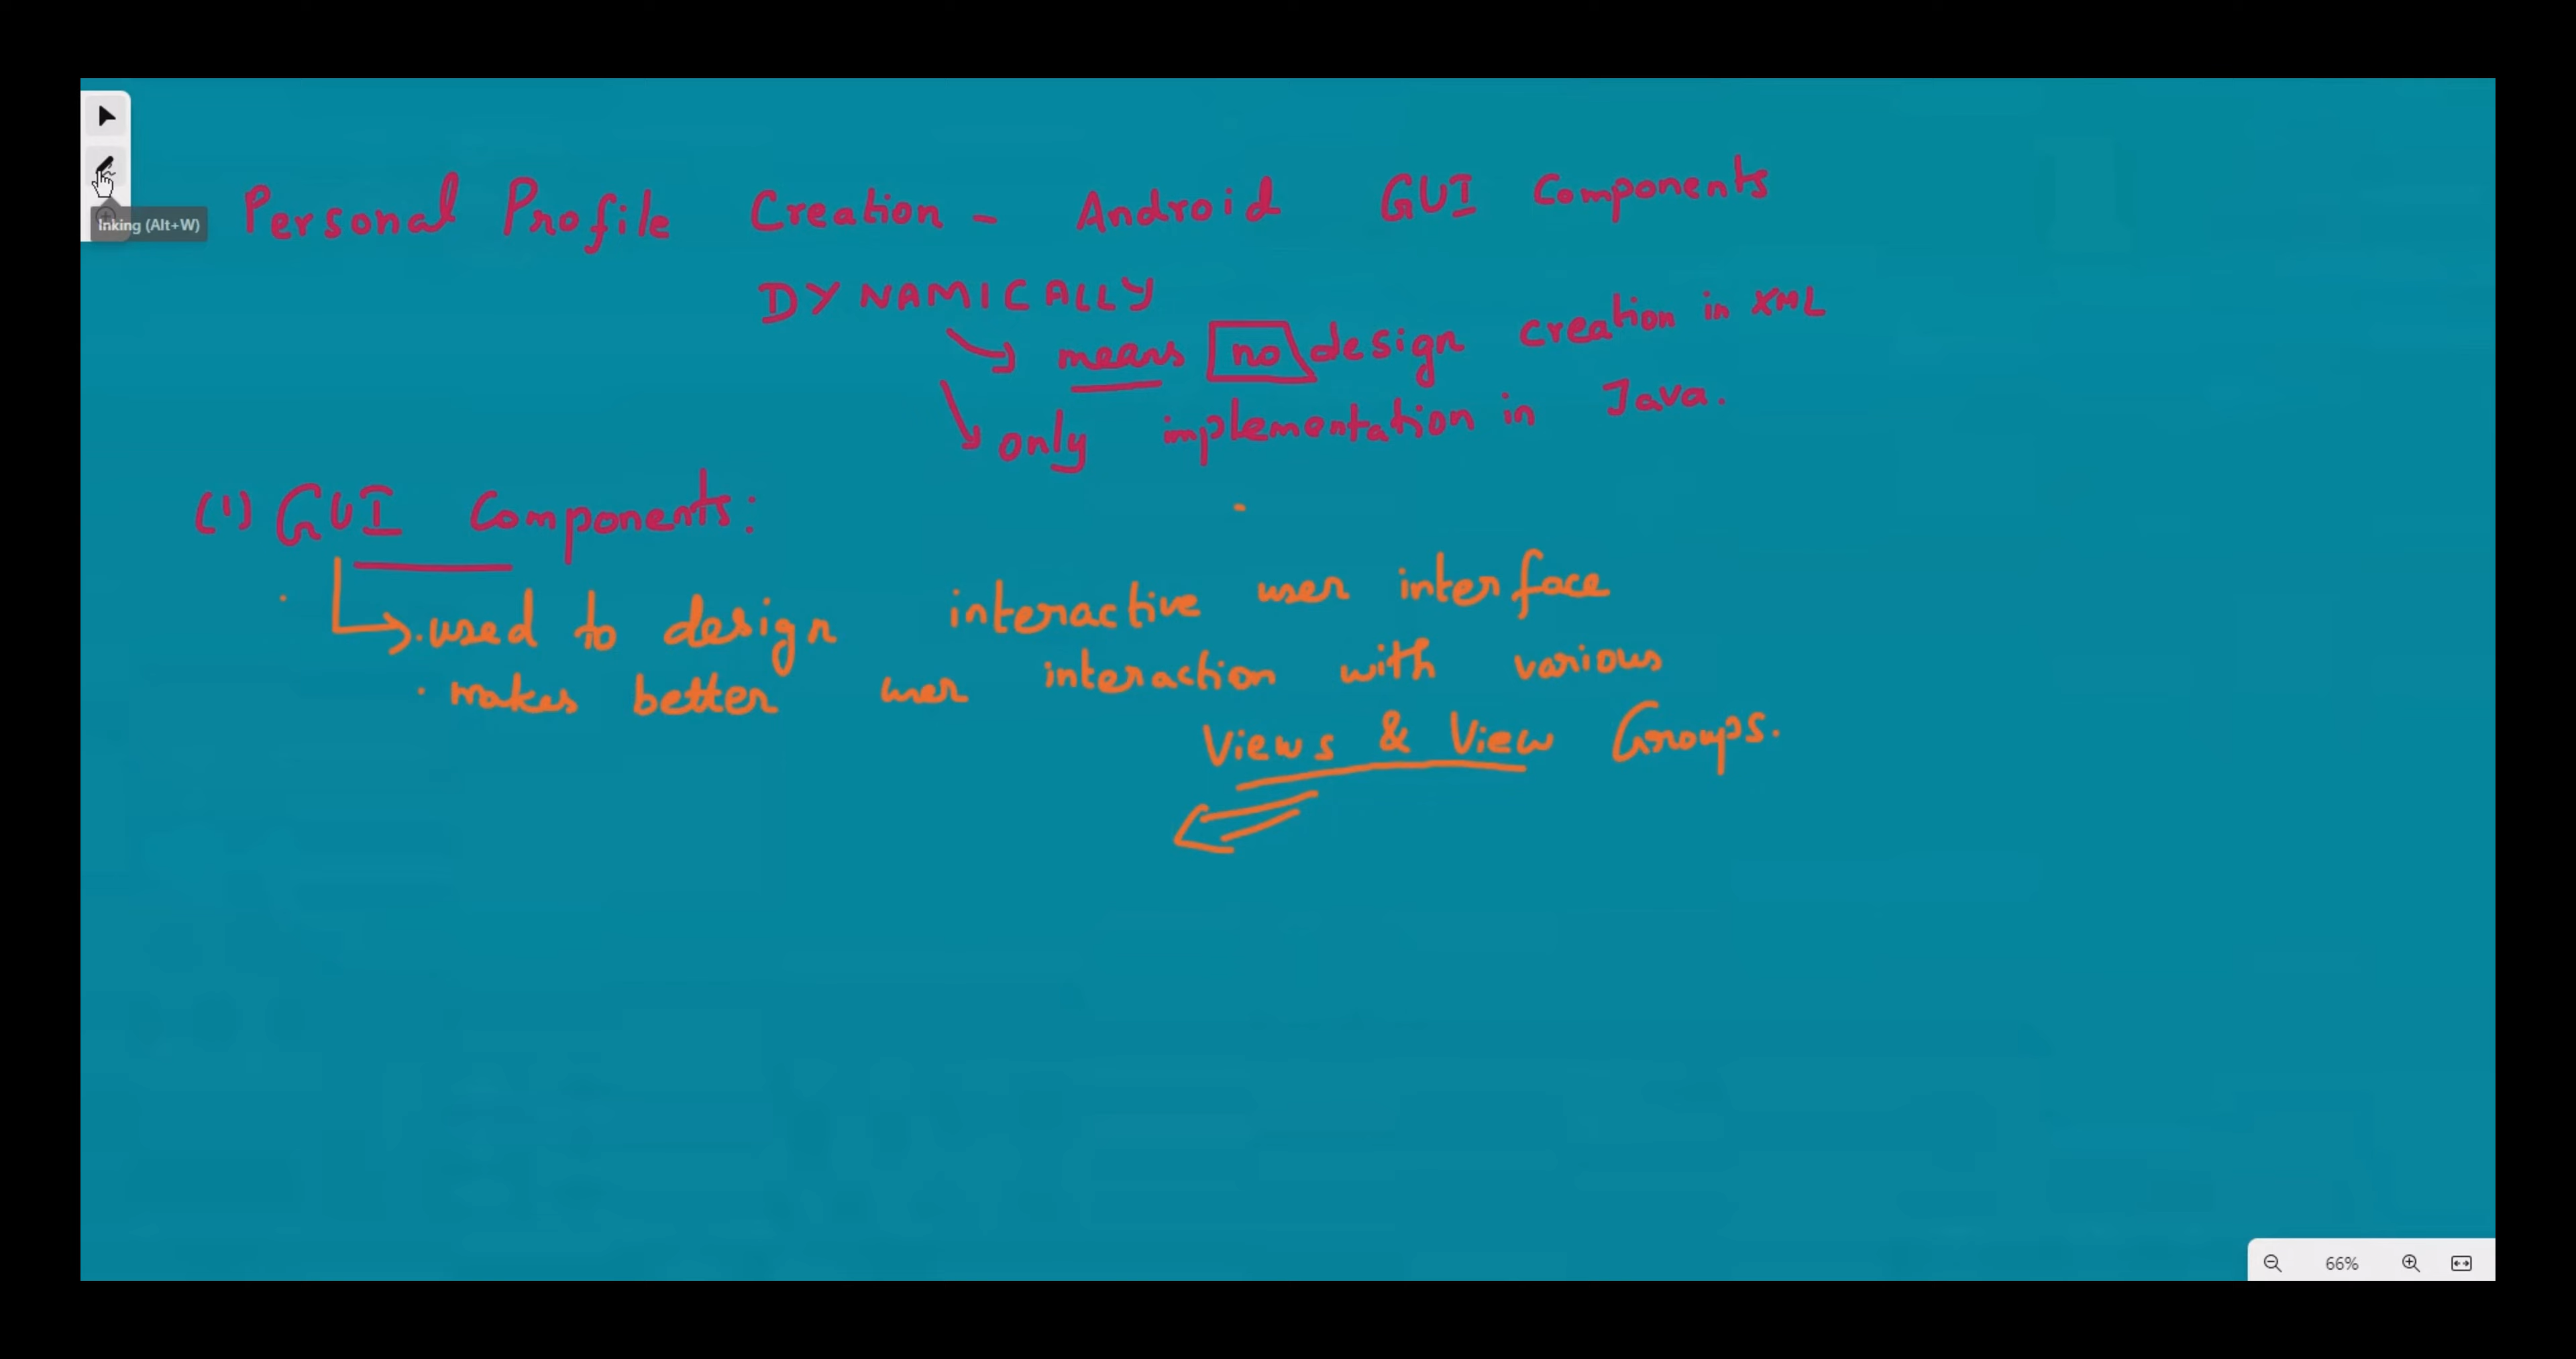 Inking (Alt+W)
Personal Profile Creation - Android GUI Components
DYNAMICALLY
means no design creation in XML
only implementation in Java.
(1) GUI Components:
. used to design interactive user interface
. makes better user interaction with various
Views & View Groups.
66%